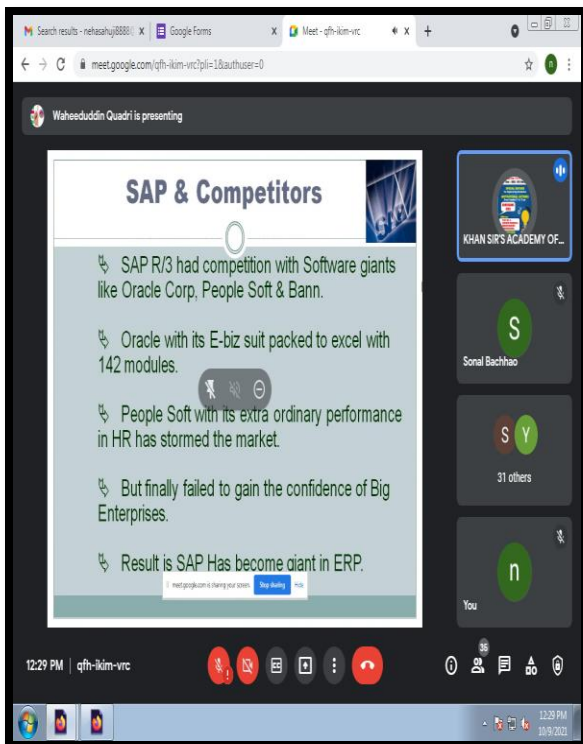 Search results - nehasahuji8888@
Google Forms
Meet - qfh-ikim-vrc
meet.google.com/qfh-ikim-vrc?pli=1&authuser=0
n
Waheeduddin Quadri is presenting
SAP & Competitors
SAP R/3 had competition with Software giants
like Oracle Corp, People Soft & Bann.
Oracle with its E-biz suit packed to excel with
142 modules.
People Soft with its extra ordinary performance
in HR has stormed the market.
But finally failed to gain the confidence of Big
Enterprises.
Result is SAP Has become giant in ERP.
meet.google.com is sharing your screen.
Stop sharing
Hide
KHAN SIR'S ACADEMY OF...
S
Sonal Bachhao
S Y
31 others
n
You
12:29 PM | qfh-ikim-vrc
36
12:29 PM
10/9/2021